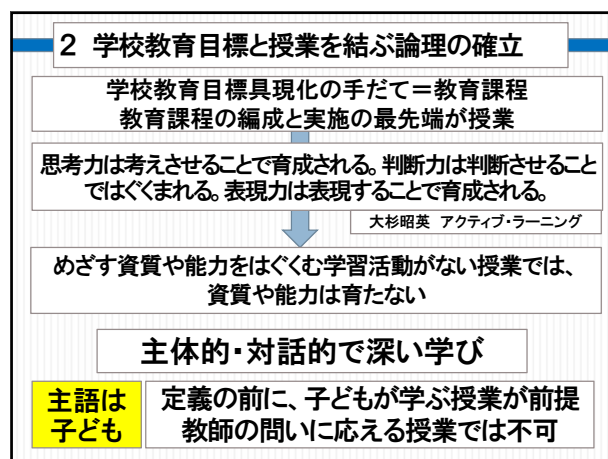 2 学校教育目標と授業を結ぶ論理の確立
学校教育目標具現化の手だて＝教育課程
教育課程の編成と実施の最先端が授業
思考力は考えさせることで育成される。判断力は判断させること
ではぐくまれる。表現力は表現することで育成される。
大杉昭英 アクティブ・ラーニング
めざす資質や能力をはぐくむ学習活動がない授業では、
資質や能力は育たない
主体的・対話的で深い学び
主語は
子ども
定義の前に、子どもが学ぶ授業が前提
教師の問いに応える授業では不可